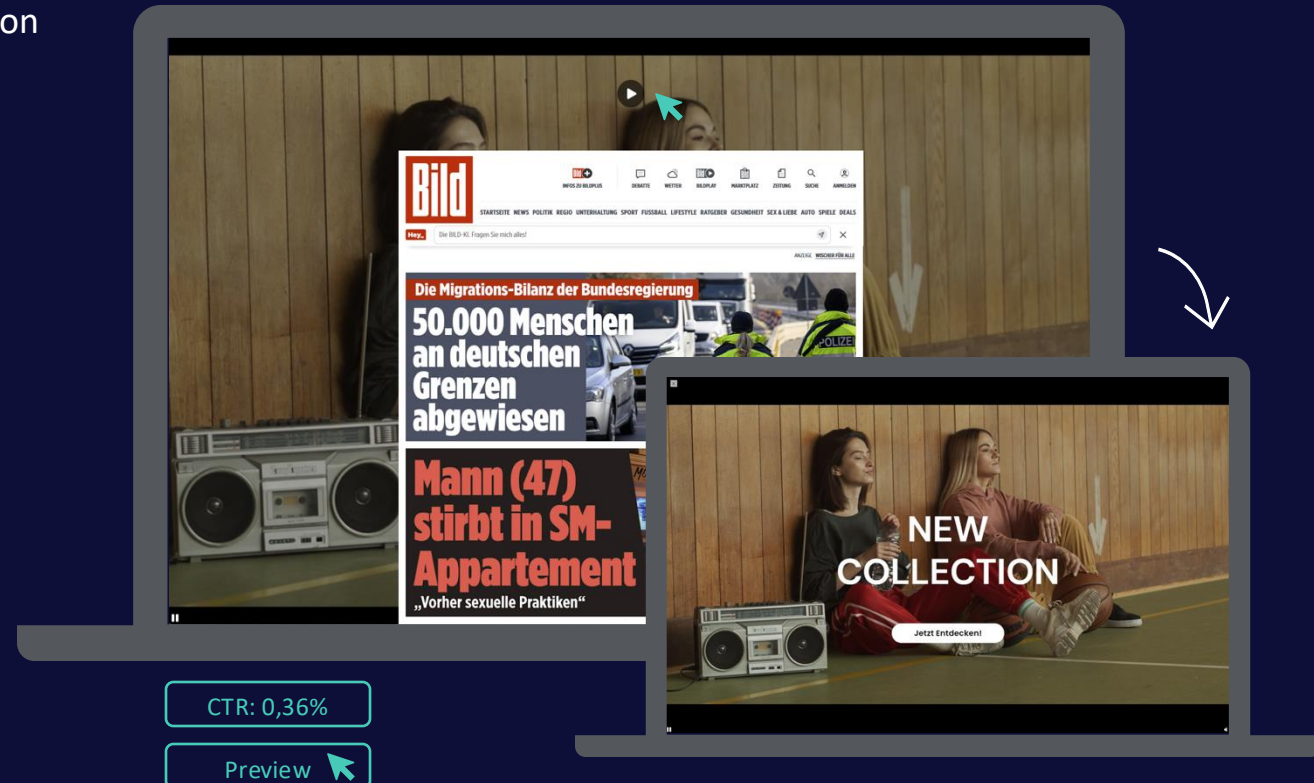 on
Bild
INFOS ZU BILDPLUS
DEBATTE
WETTER
BILDPLAY
MARKTPLATZ
ZEITUNG
SUCHE
ANMELDEN
STARTSEITE NEWS POLITIK REGIO UNTERHALTUNG SPORT FUSSBALL LIFESTYLE RATGEBER GESUNDHEIT SEX & LIEBE AUTO SPIELE DEALS
Hey_
Die BILD-KI. Fragen Sie mich alles!
ANZEIGE WISCHER FÜR ALLE
Die Migrations-Bilanz der Bundesregierung
50.000 Menschen
an deutschen
Grenzen
abgewiesen
POLIZEI
Mann (47)
stirbt in SM-
Appartement
„Vorher sexuelle Praktiken“
NEW
COLLECTION
Jetzt Entdecken!
CTR: 0,36%
Preview